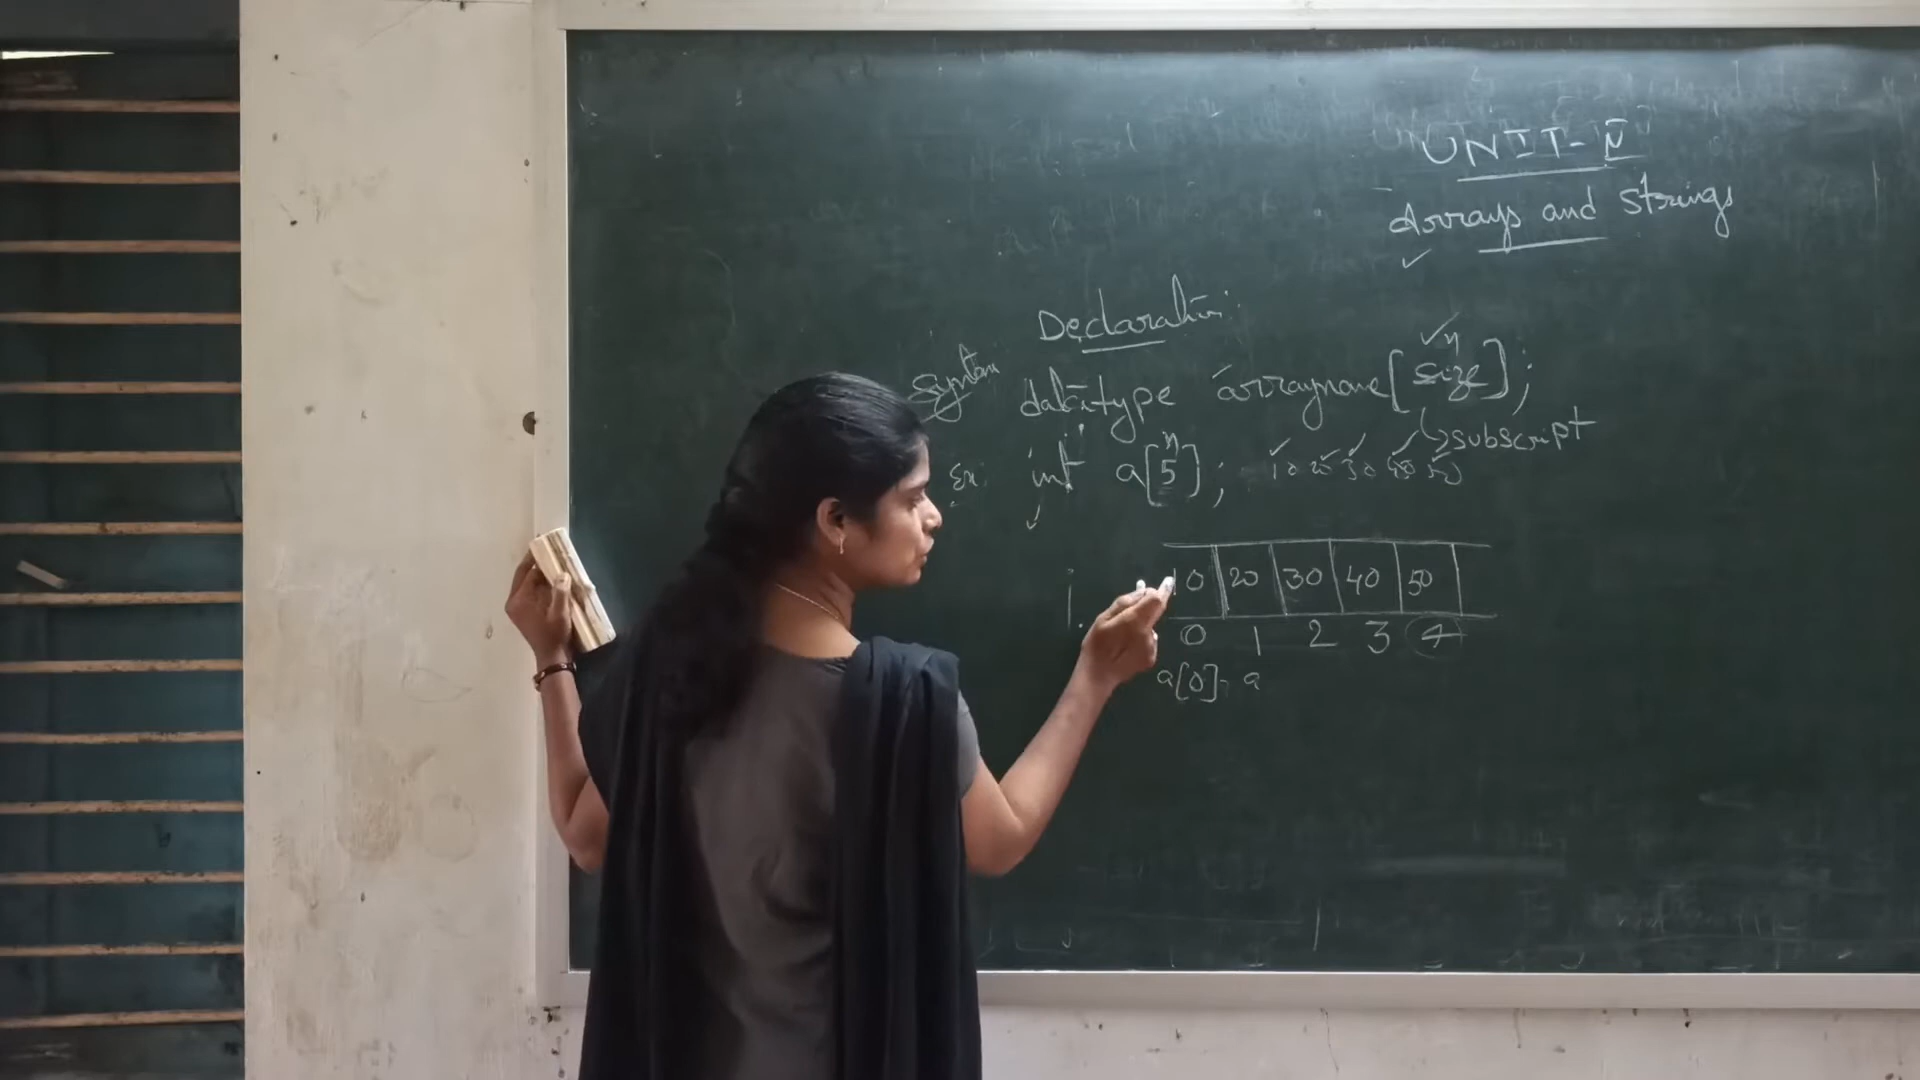 UNIT-IV
Arrays and Strings
Declaration:
Syntax datatype arrayname[size];
n
subscript
Ex: int a[5]; 10 20 30 40 50
n
10 20 30 40 50
0 1 2 3 4
a[0], a